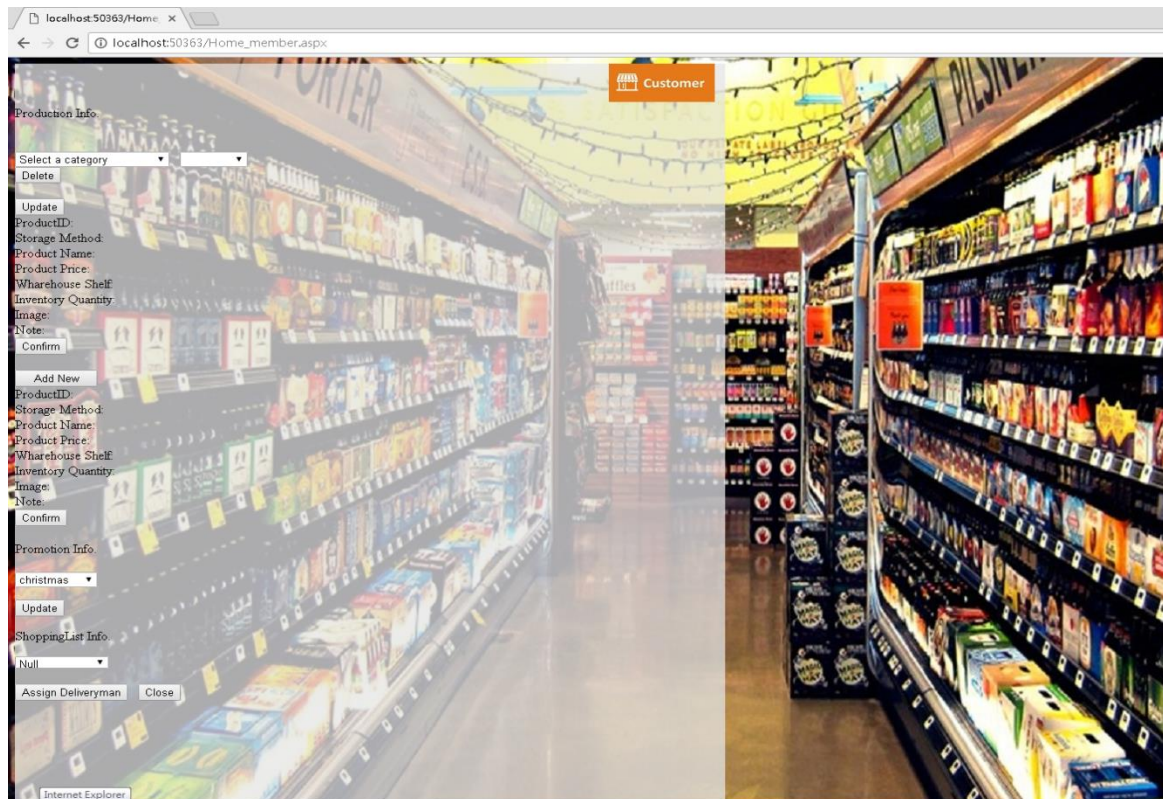 localhost:50363/Home
localhost:50363/Home_member.aspx
Customer
PORTER
PILSNER
SATISFACTION
Production Info.
Select a category
Delete
Update
ProductID:
Storage Method:
Product Name:
Product Price:
Wharehouse Shelf:
Inventory Quantity:
Image:
Note:
Confirm
Add New
ProductID:
Storage Method:
Product Name:
Product Price:
Wharehouse Shelf:
Inventory Quantity:
Image:
Note:
Confirm
Promotion Info.
christmas
Update
ShoppingList Info.
Null
Assign Deliveryman Close
Internet Explorer